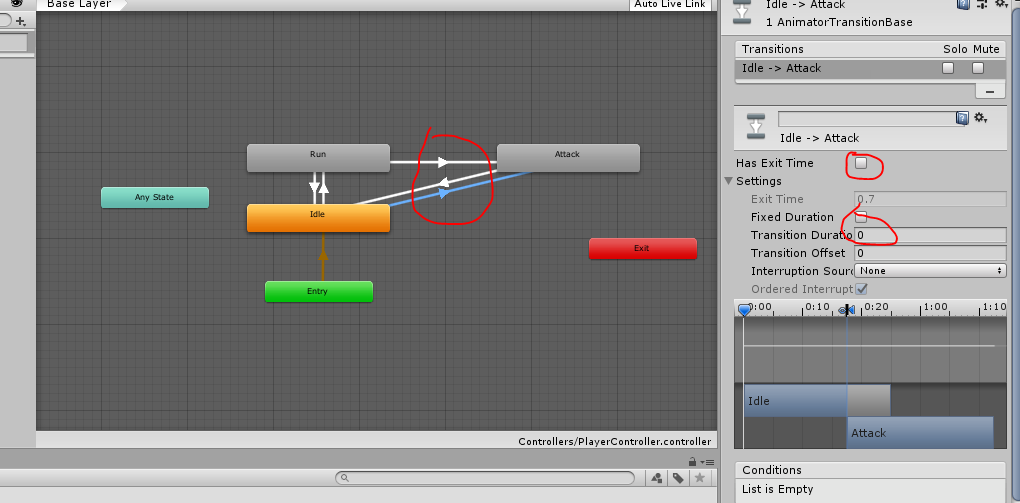 Base Layer
Auto Live Link
Run
Attack
Any State
Idle
Exit
Entry
Controllers/PlayerController.controller
Idle -> Attack
1 AnimatorTransitionBase
Transitions Solo Mute
Idle -> Attack
Idle -> Attack
Has Exit Time
Settings
Exit Time 0.7
Fixed Duration
Transition Duratio 0
Transition Offset 0
Interruption Sourc None
Ordered Interrupt
0:00 0:10 0:20 1:00 1:10
Idle
Attack
Conditions
List is Empty